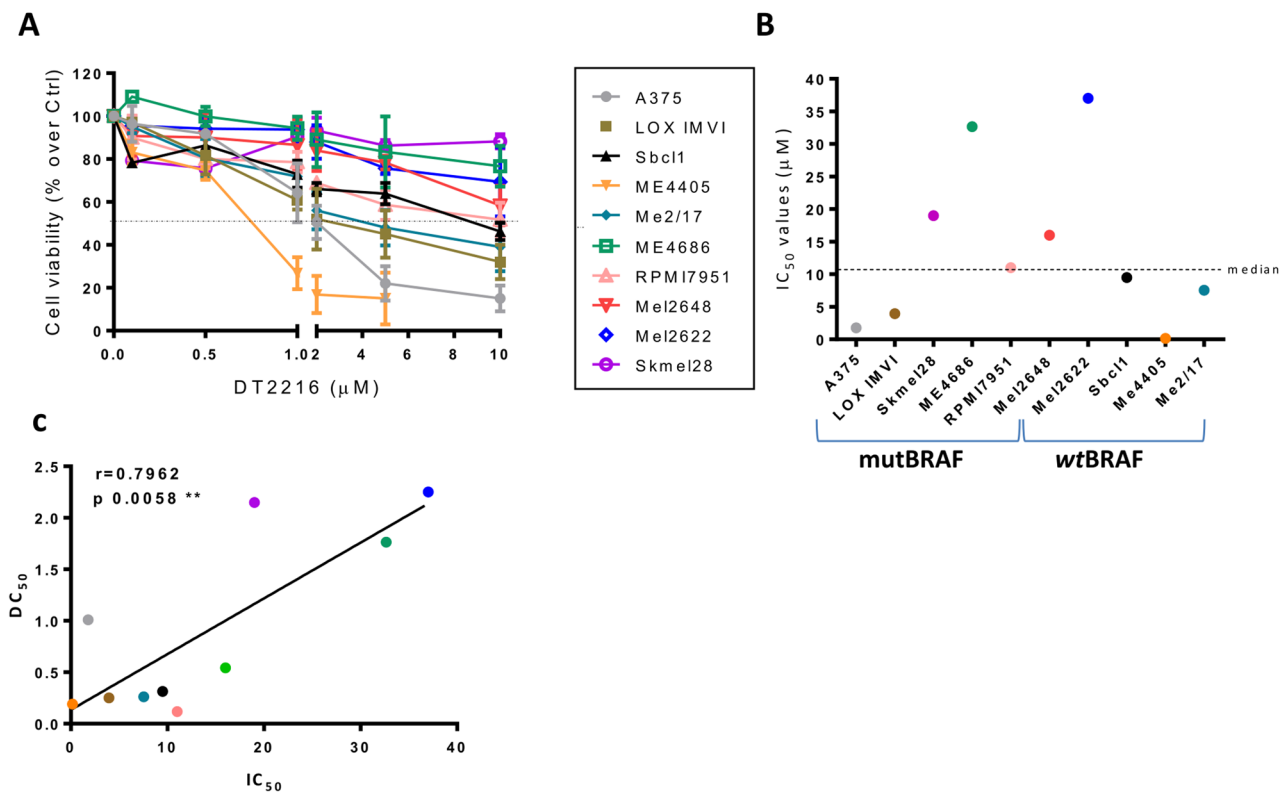 A
Cell viability (% over Ctrl)
120
100
80
60
40
20
0
0.0
0.5
1.0
2
4
6
8
10
DT2216 (μM)
A375
LOX IMVI
Sbcl1
ME4405
Me2/17
ME4686
RPMI7951
Mel2648
Mel2622
Skmel28
B
IC50 values (μM)
40
35
30
25
20
15
10
5
0
median
A375
LOX IMVI
Skmel28
ME4686
RPMI7951
Mel2648
Mel2622
Sbcl1
Me4405
Me2/17
mutBRAF
wtBRAF
c
r=0.7962
p 0.0058 **
DC50
2.5
2.0
1.5
1.0
0.5
0.0
0
10
20
30
40
IC50